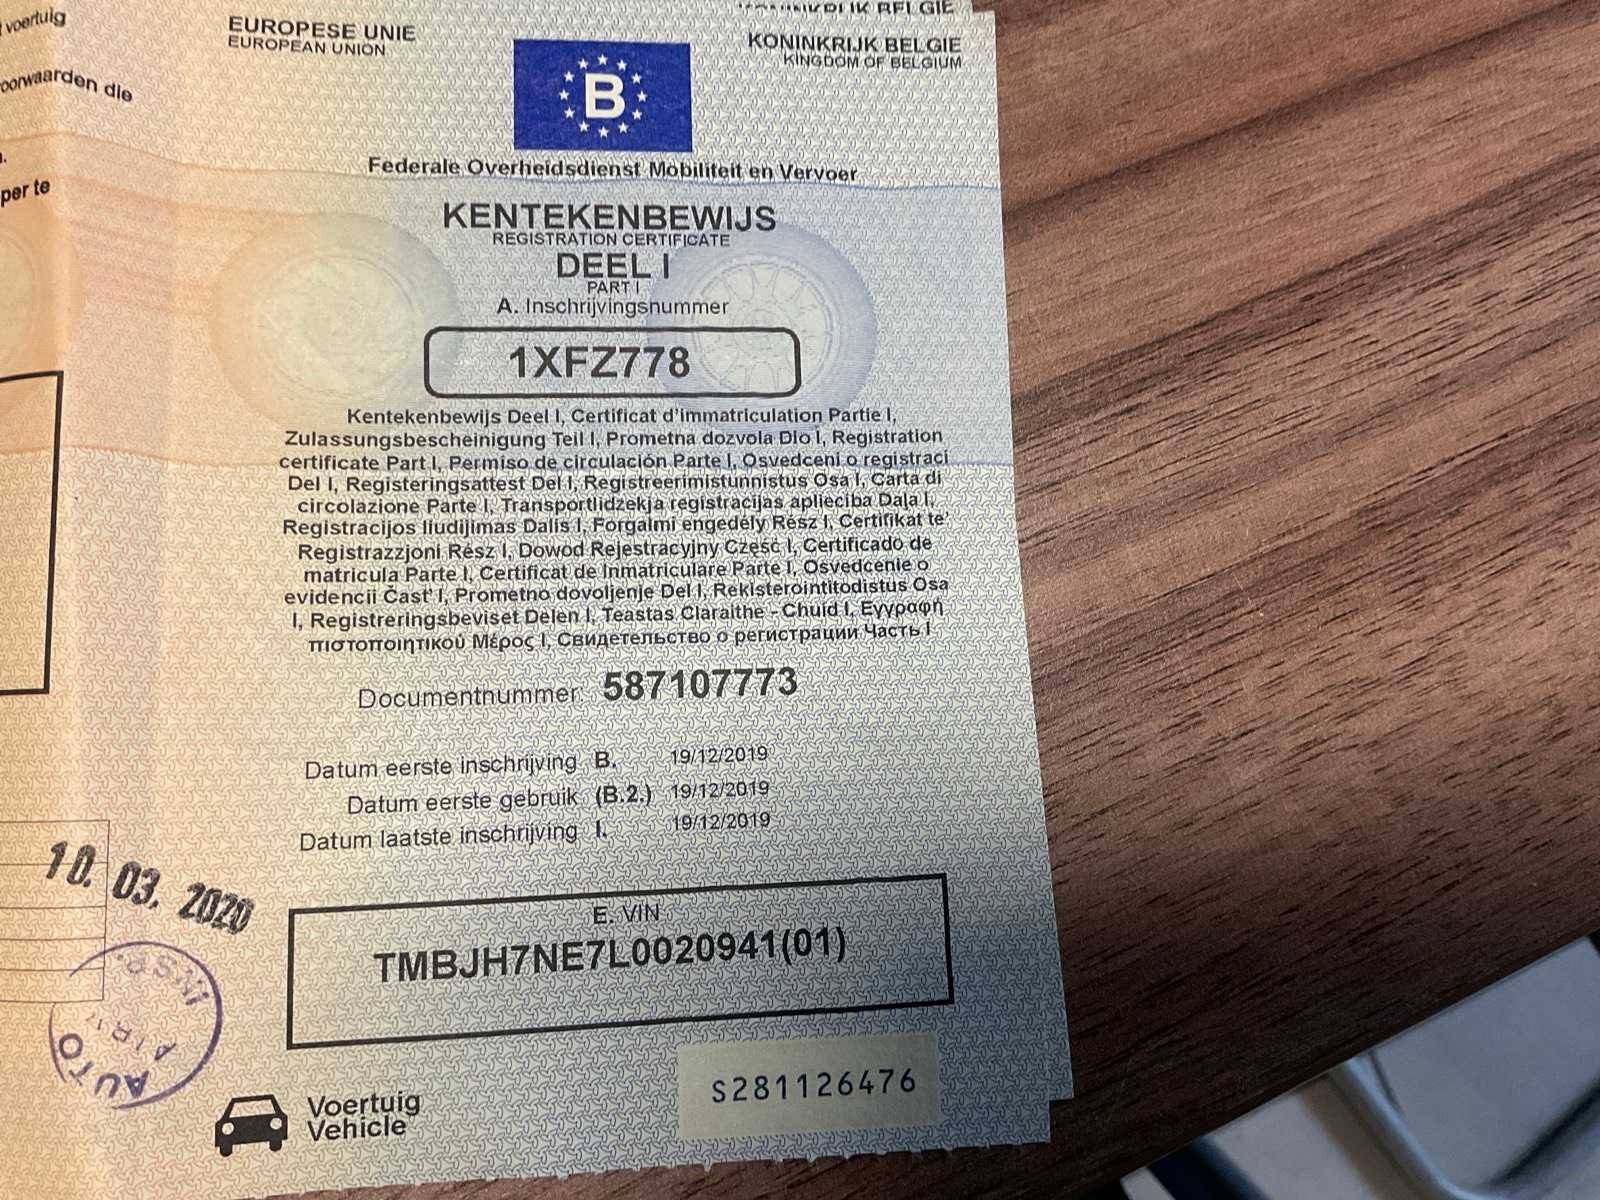 voertuig
oorwaarden die
per te
EUROPESE UNIE
EUROPEAN UNION
B
KONINKRIJK BELGIE
KINGDOM OF BELGIUM
Federale Overheidsdienst Mobiliteit en Vervoer
KENTEKENBEWIJS
REGISTRATION CERTIFICATE
DEEL I
PART I
A. Inschrijvingsnummer
1XFZ778
Kentekenbewijs Deel I, Certificat d'immatriculation Partie I,
Zulassungsbescheinigung Teil I, Prometna dozvola Dio I, Registration
certificate Part I, Permiso de circulación Parte I, Osvedceni o registraci
Del I, Registeringsattest Del I, Registreerimistunnistus Osa I, Carta di
circolazione Parte I, Transportlidzekja registracijas aplieciba Daļa I,
Registracijos liudijimas Dalis I, Forgalmi engedély Rész I, Certifikat te'
Registrazzjoni Rész I, Dowod Rejestracyjny Część I, Certificado de
matricula Parte I, Certificat de Inmatriculare Parte I, Osvedcenie o
evidencii Časť I, Prometno dovoljenje Del I, Rekisterointitodistus Osa
I, Registreringsbeviset Delen I, Teastas Claraithe - Chuid I, Εγγραφή
πιστοποιητικού Μέρος I, Свидетельство о регистрации Часть I
Documentnummer: 587107773
Datum eerste inschrijving B. 19/12/2019
Datum eerste gebruik (B.2.) 19/12/2019
Datum laatste inschrijving I. 19/12/2019
10. 03. 2020
E. VIN
TMBJH7NE7L0020941(01)
AUTO
Voertuig
Vehicle
S281126476